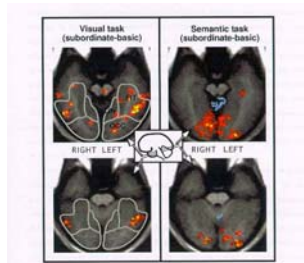 Visual task
(subordinate-basic)
Semantic task
(subordinate-basic)
RIGHT LEFT
RIGHT LEFT